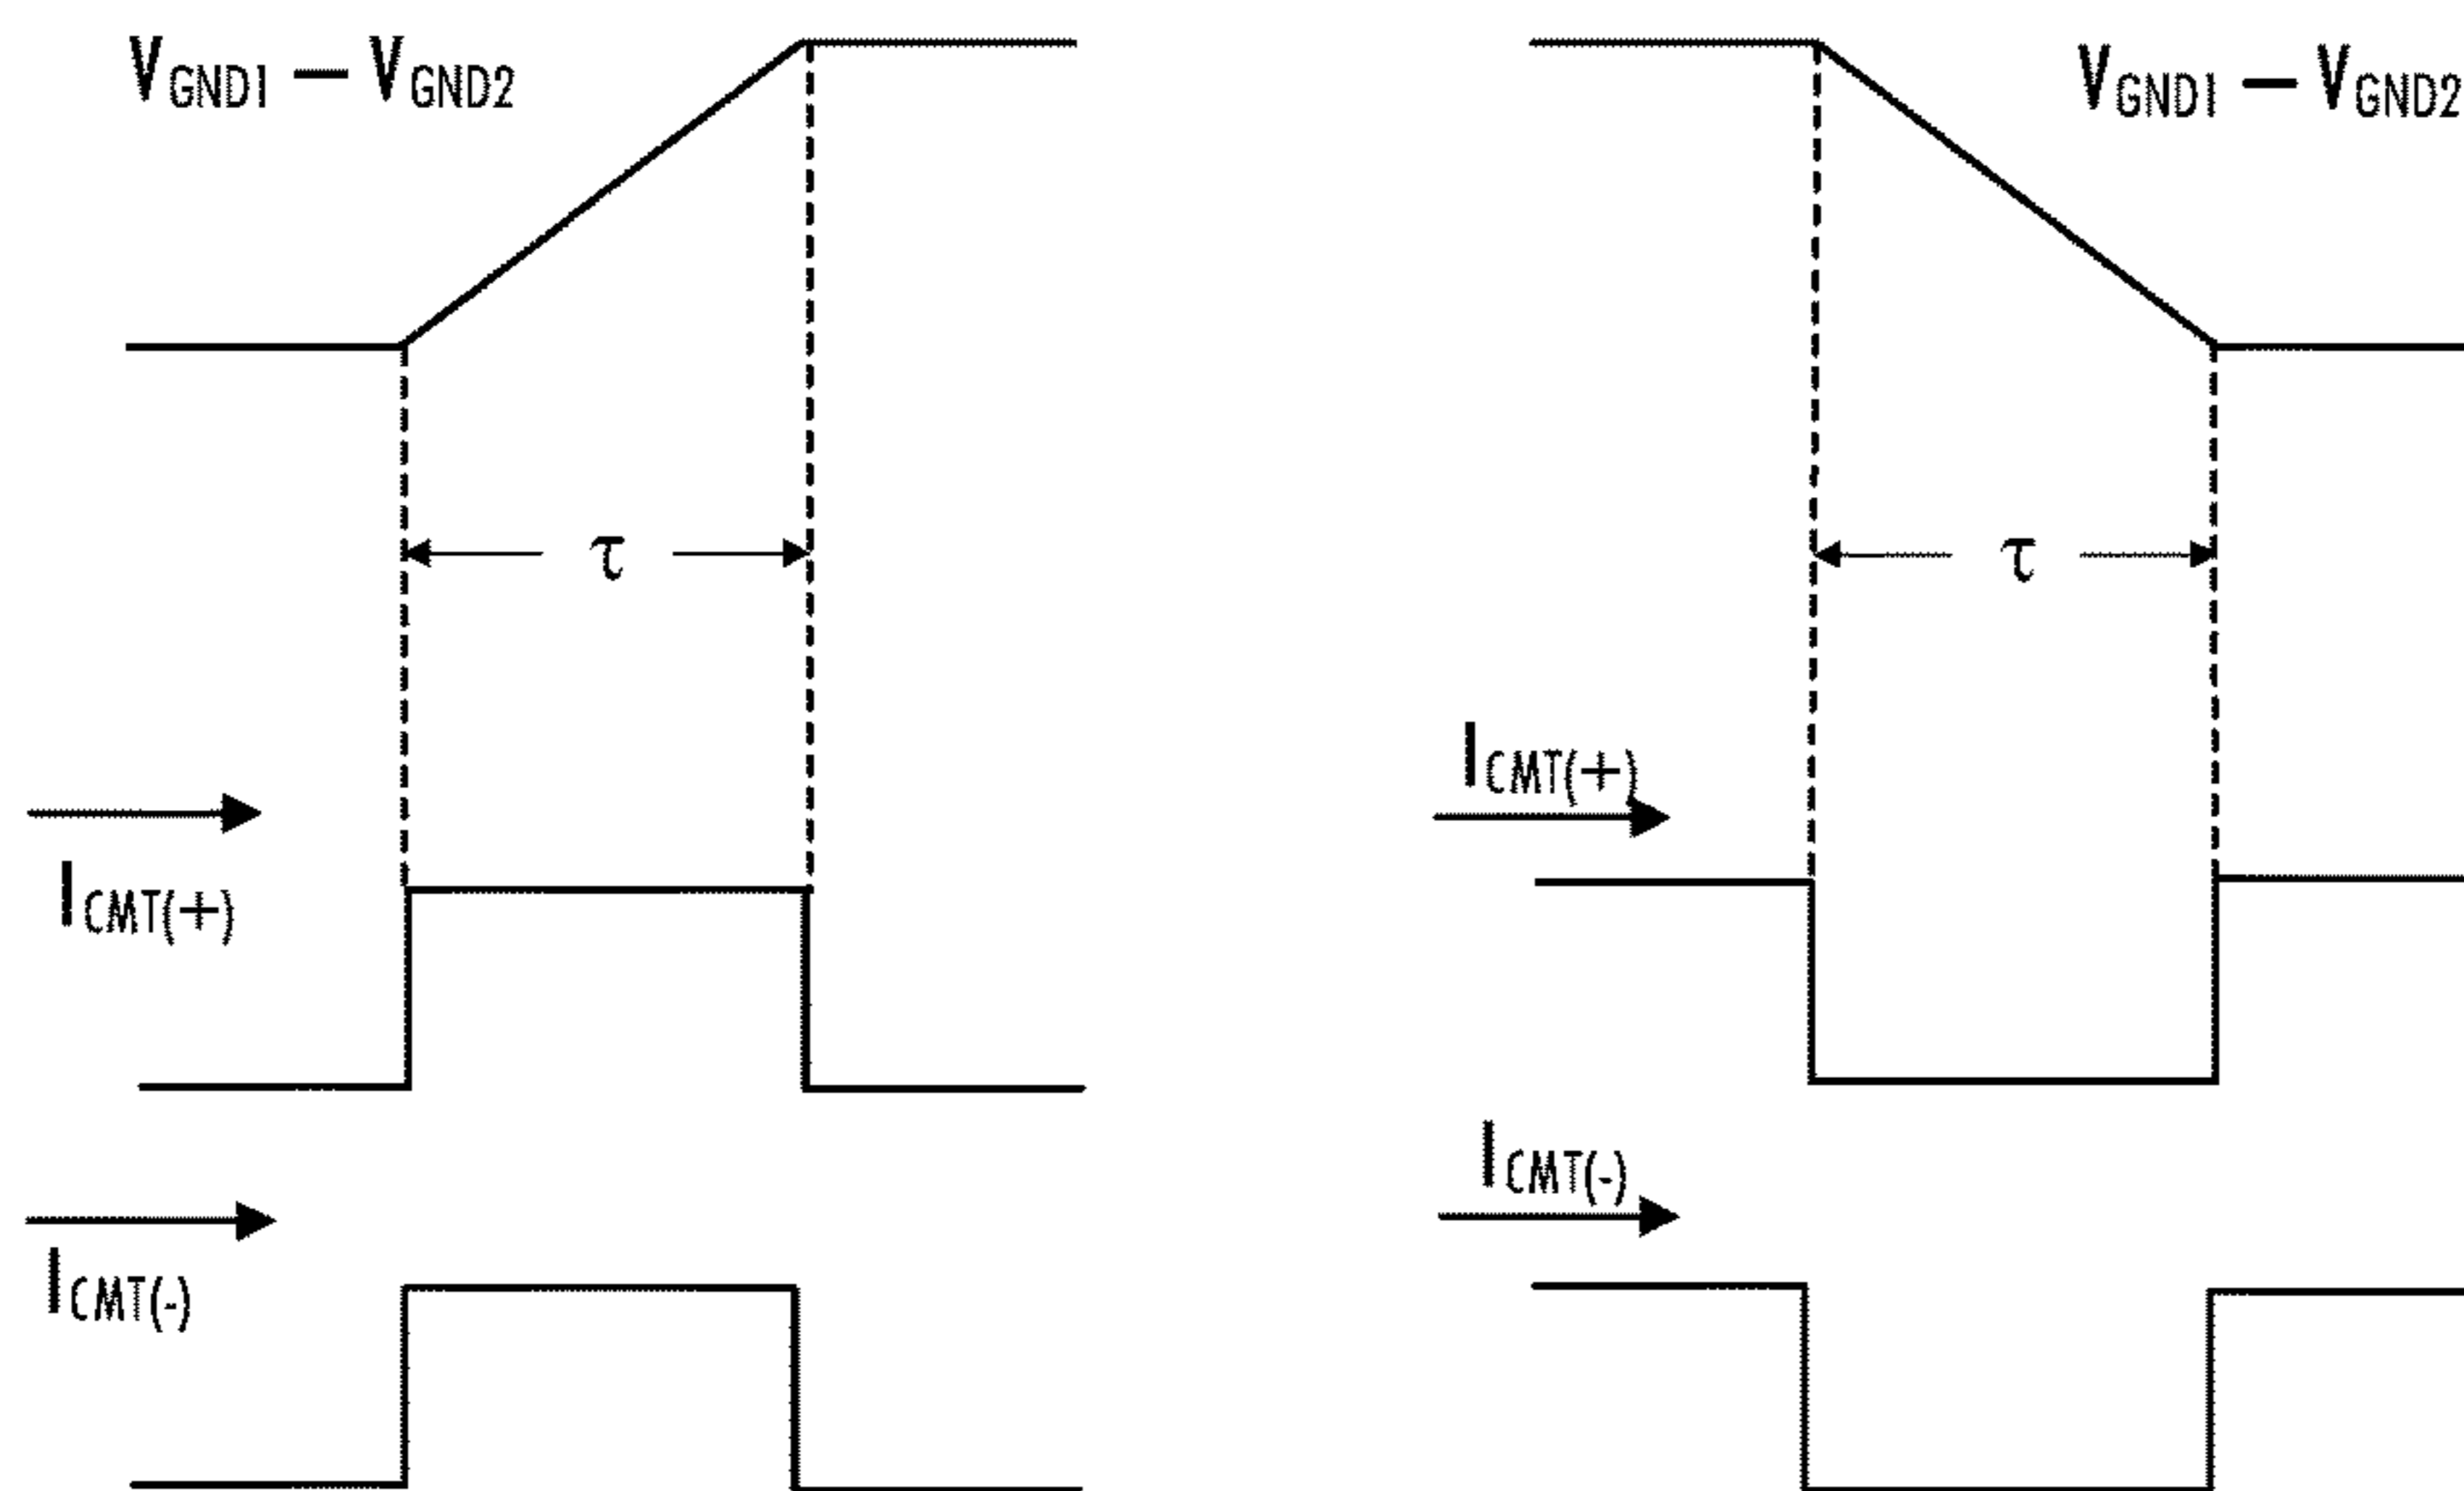 VGND1 — VGND2
τ
ICMT(+)
ICMT(-)
VGND1 — VGND2
τ
ICMT(+)
ICMT(-)